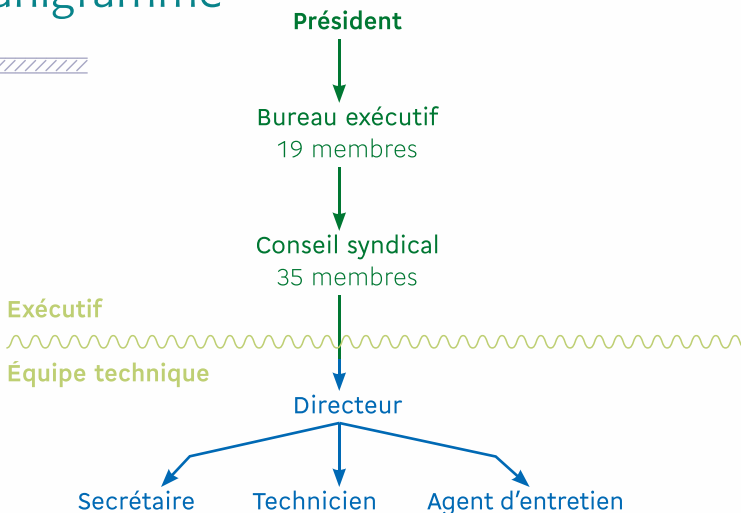 Président
Bureau exécutif
19 membres
Conseil syndical
35 membres
Exécutif
Équipe technique
Directeur
Secrétaire Technicien Agent d'entretien